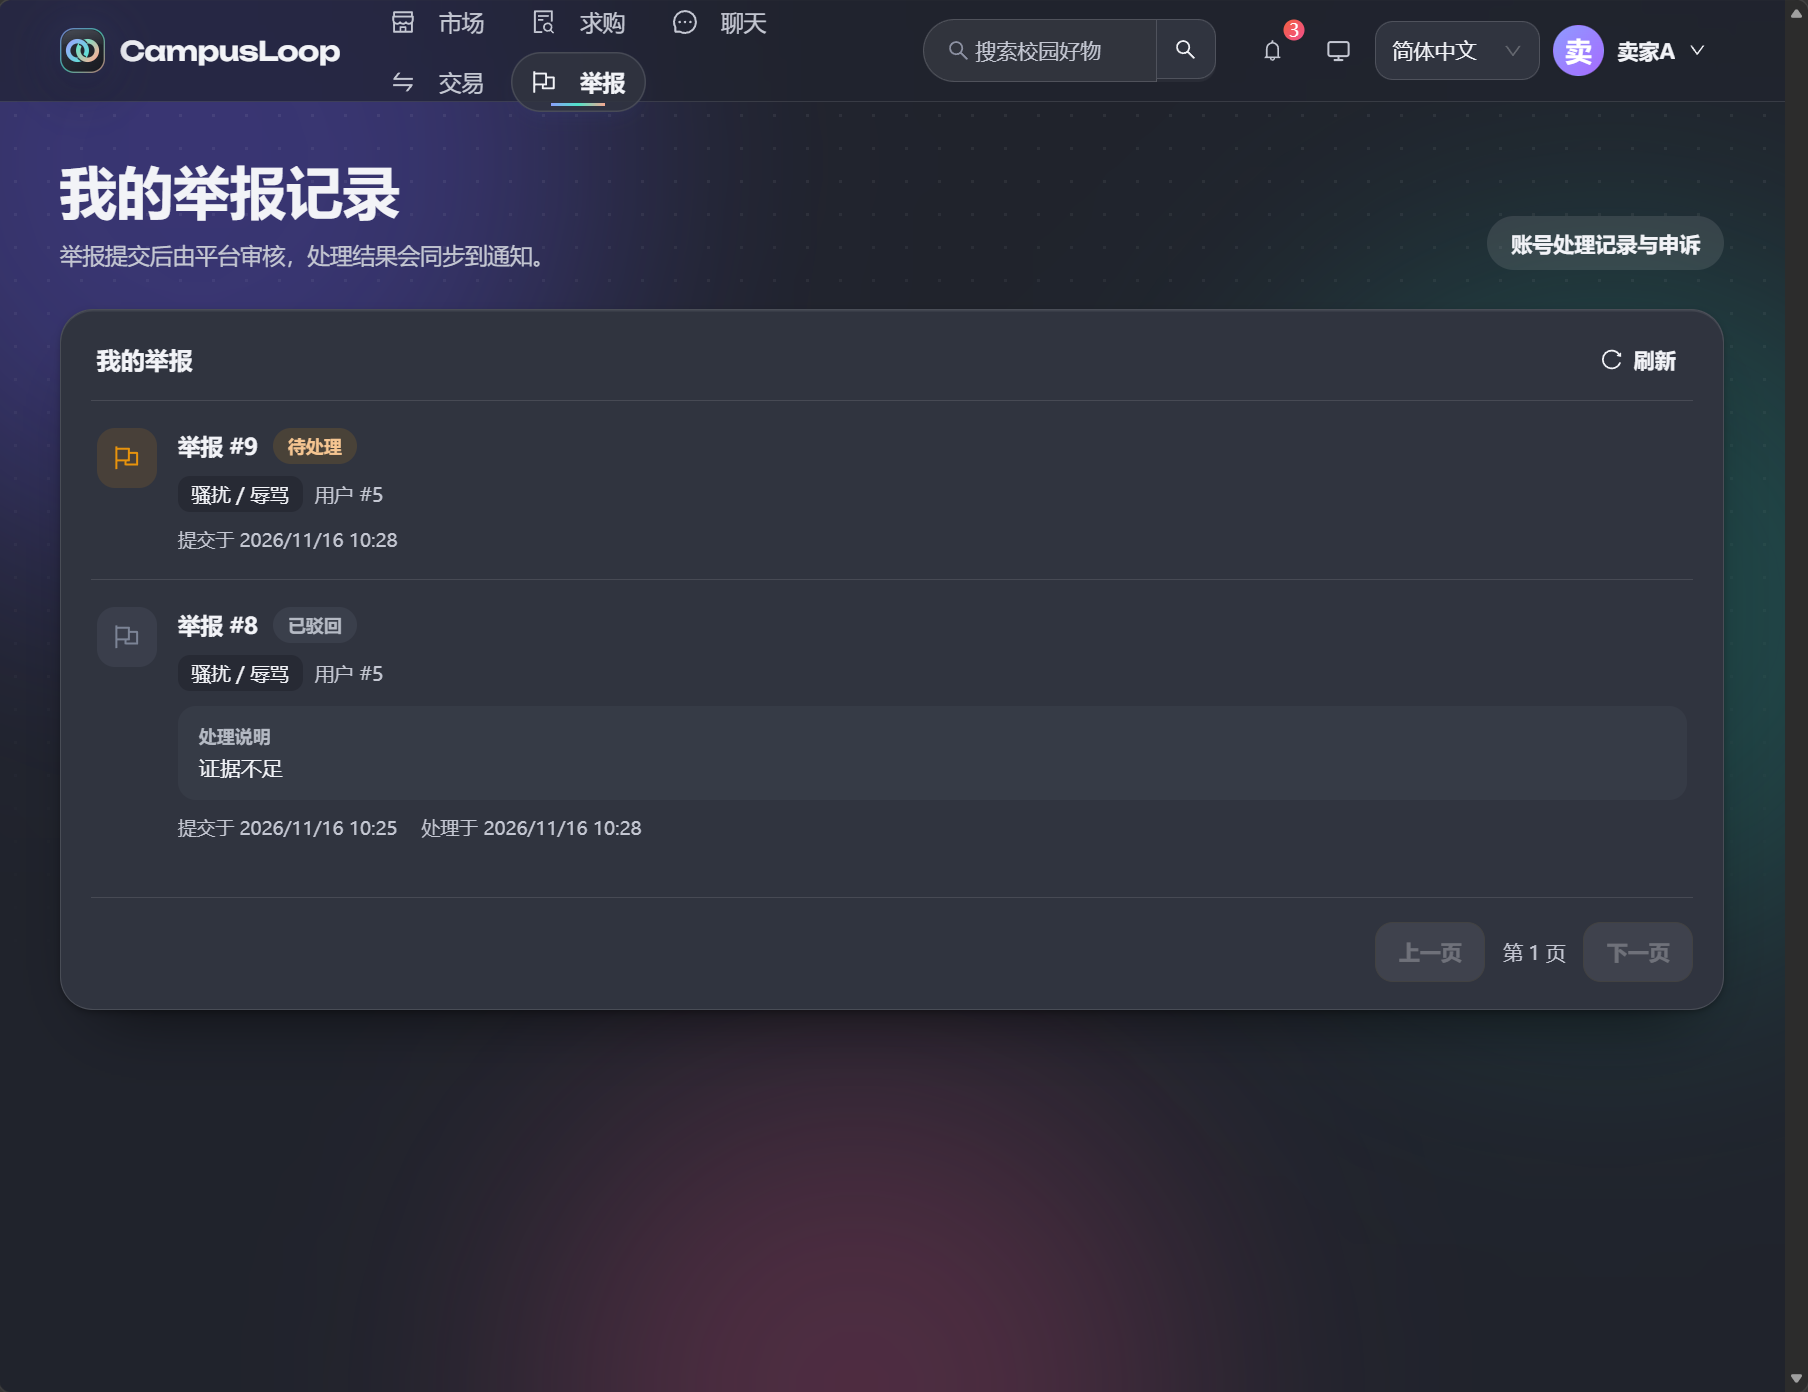 CampusLoop
市场
求购
聊天
交易
举报
搜索校园好物
3
简体中文
卖
卖家A
我的举报记录
举报提交后由平台审核，处理结果会同步到通知。
账号处理记录与申诉
我的举报
刷新
举报 #9
待处理
骚扰 / 辱骂 用户 #5
提交于 2026/11/16 10:28
举报 #8
已驳回
骚扰 / 辱骂 用户 #5
处理说明
证据不足
提交于 2026/11/16 10:25 处理于 2026/11/16 10:28
上一页 第 1 页 下一页